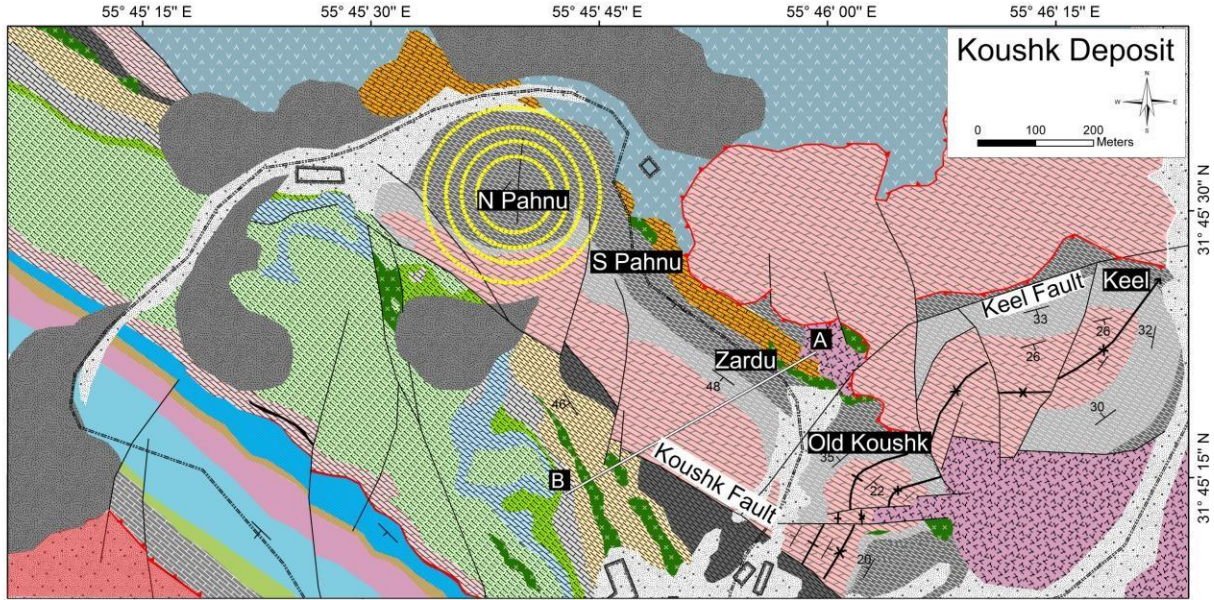 55° 45' 15" E
55° 45' 30" E
55° 45' 45" E
55° 46' 00" E
55° 46' 15" E
Koushk Deposit
N
W
E
S
0
100
200
Meters
N Pahnu
31° 45' 30" N
S Pahnu
Keel
Keel Fault
33
26
32
26
A
Zardu
48
46
30
Old Koushk
35
Koushk Fault
B
22
31° 45' 15" N
20